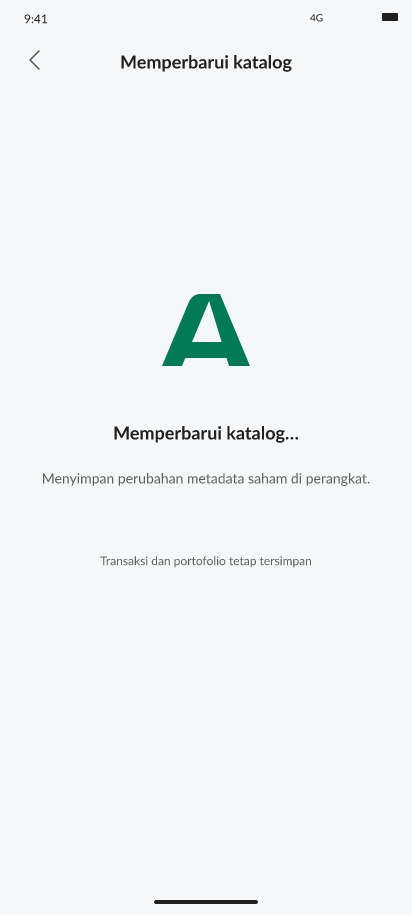 9:41
4G
Memperbarui katalog
A
Memperbarui katalog...
Menyimpan perubahan metadata saham di perangkat.
Transaksi dan portofolio tetap tersimpan